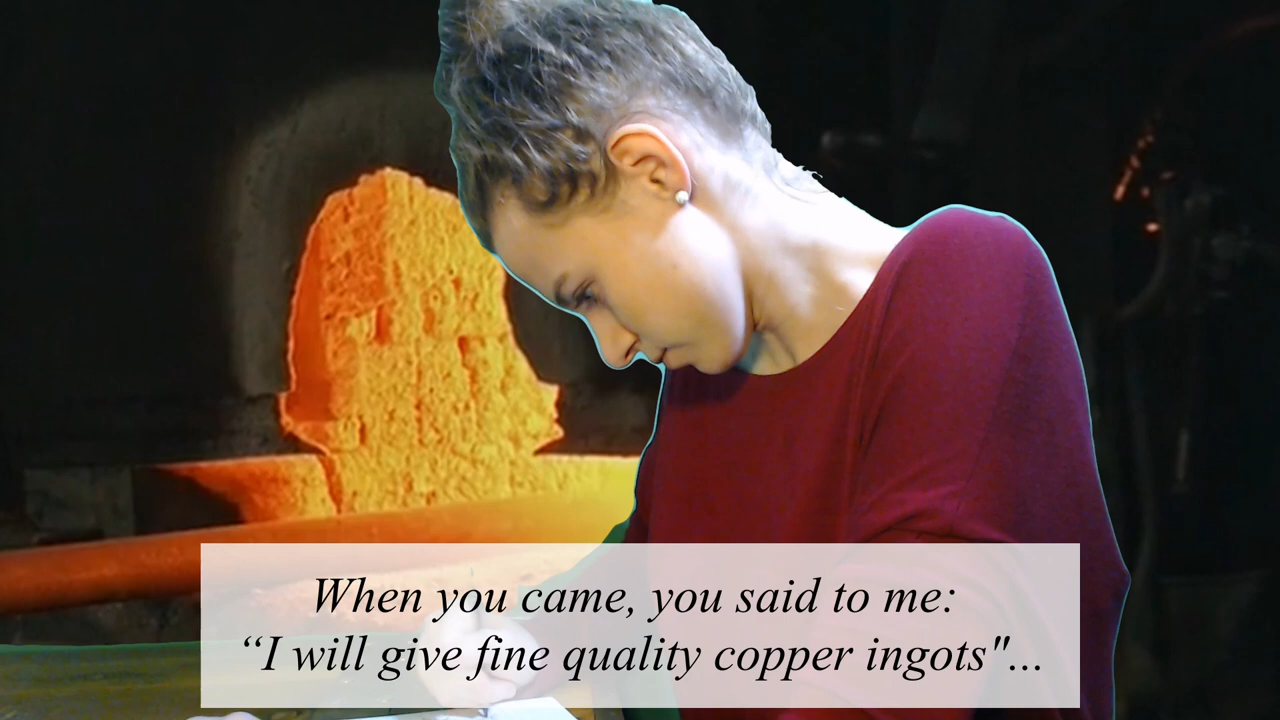 When you came, you said to me:
“I will give fine quality copper ingots"...